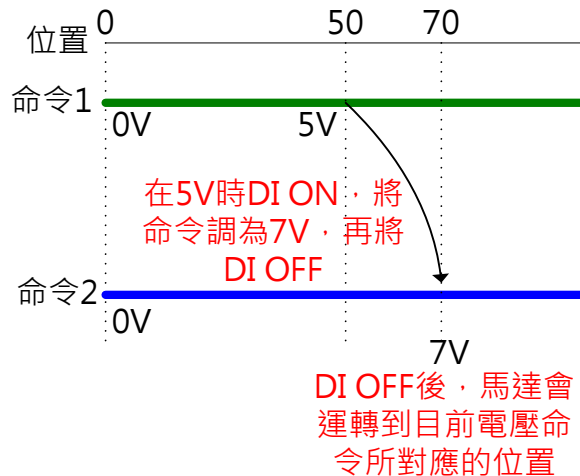 位置 0 50 70
命令1
0V 5V
在5V時DI ON，將
命令調為7V，再將
DI OFF
命令2
0V
7V
DI OFF後，馬達會
運轉到目前電壓命
令所對應的位置